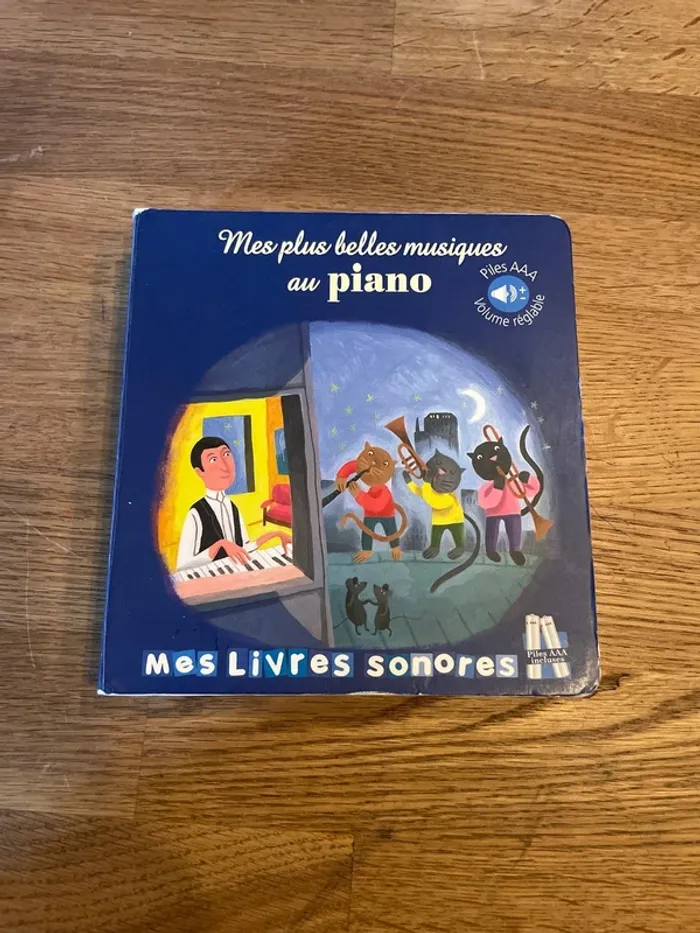 Mes plus belles musiques
au piano
Piles AAA
+
-
Volume réglable
Mes Livres sonores
Piles AAA
incluses